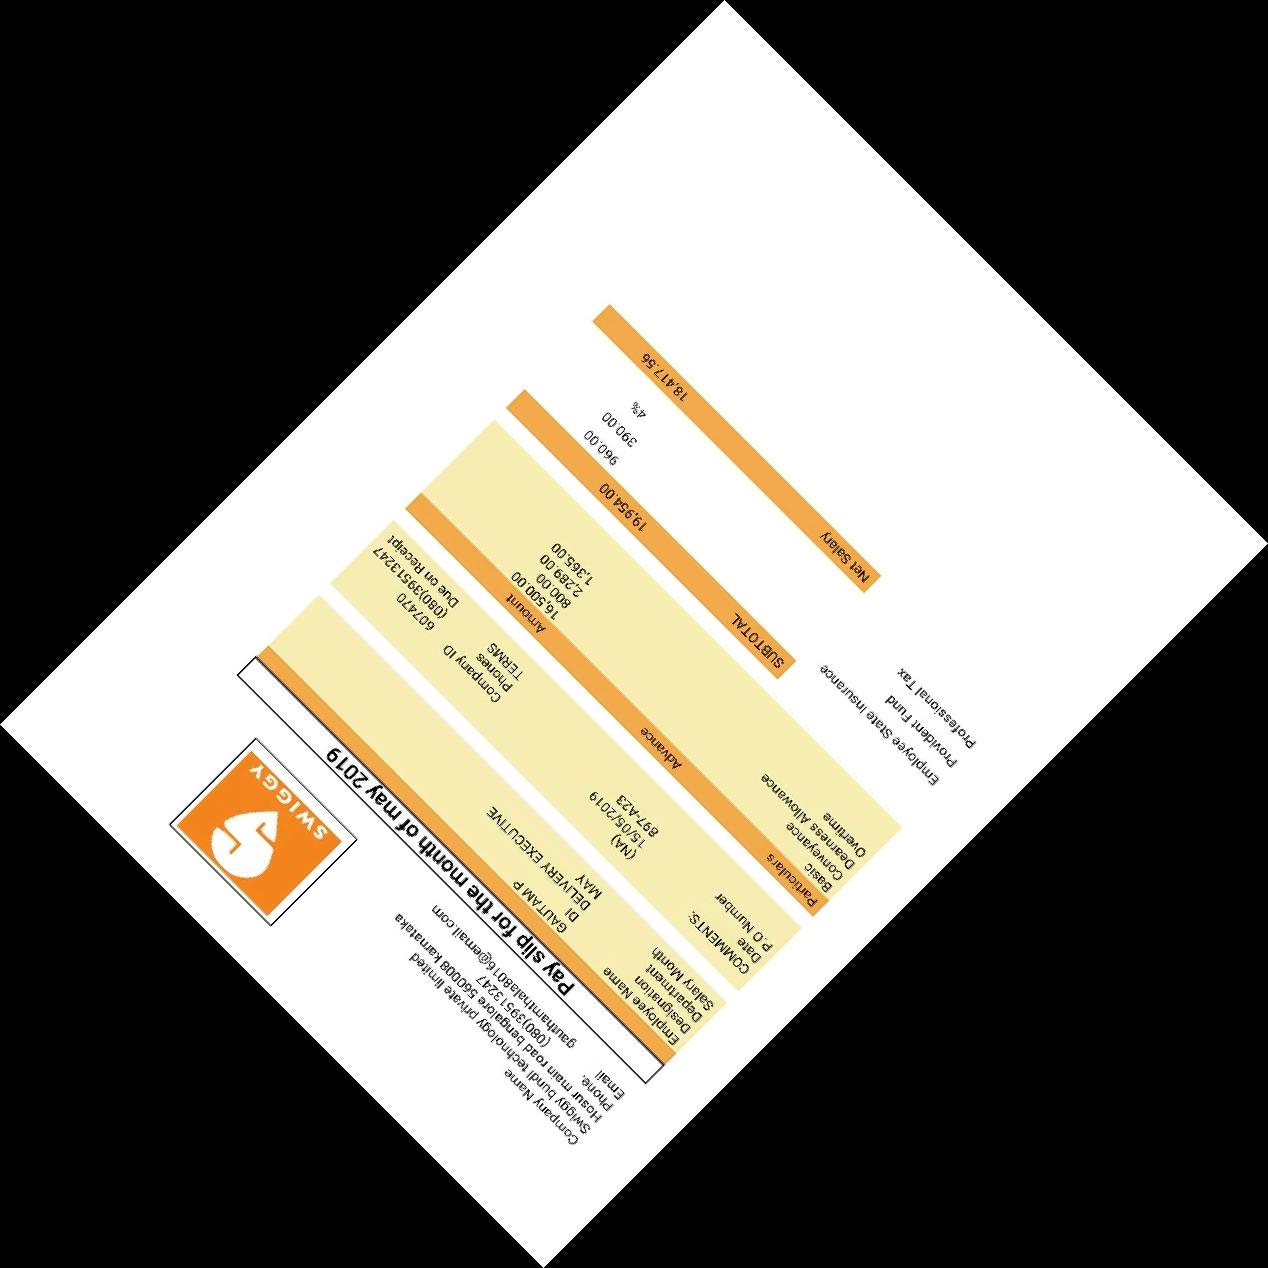 Company Name
Swiggy bundl technology private limited
Hosur main road bengalore 560008 karnataka
Phone. (080)39513247
Email gauthamthala8016@email.com
SWIGGY
Pay slip for the month of may 2019
Employee Name GAUTAM P
Designation DI
Department DELIVERY EXECUTIVE
Salary Month MAY
COMMENTS: (NA) Company ID 607470
Date 15/05/2019 Phones (080)39513247
P.O Number 897-A23 TERMS Due on Receipt
Particulars Advance Amount
Basic 16,500.00
Conveyance 800.00
Dearness Allowance 2,289.00
Overtime 1,365.00
SUBTOTAL 19,954.00
Employee State Insurance 960.00
Provident Fund 390.00
Professional Tax 4%
Net Salary 18,417.56